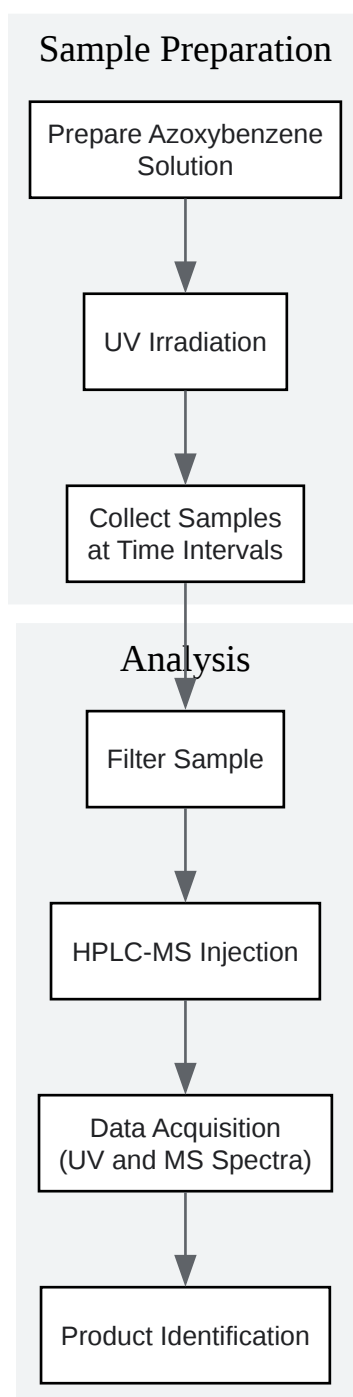 Sample Preparation
Prepare Azoxybenzene
Solution
UV Irradiation
Collect Samples
at Time Intervals
Analysis
Filter Sample
HPLC-MS Injection
Data Acquisition
(UV and MS Spectra)
Product Identification